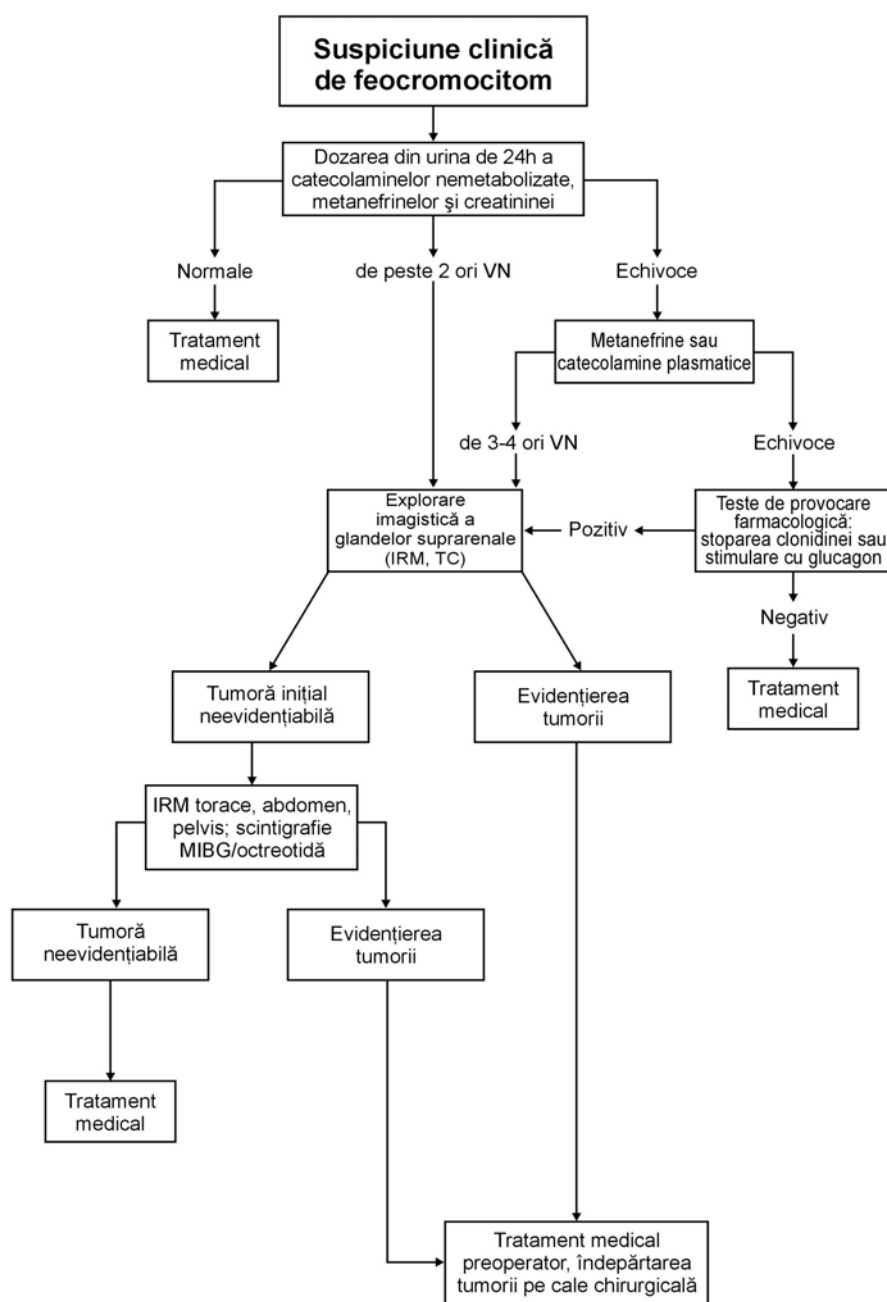 Suspiciune clinică
de feocromocitom
Dozarea din urina de 24h a
catecolaminelor nemetabolizate,
metanefrinelor şi creatininei
Normale
de peste 2 ori VN
Echivoce
Tratament
medical
Metanefrine sau
catecolamine plasmatice
de 3-4 ori VN
Echivoce
Explorare
imagistică a
glandelor suprarenale
(IRM, TC)
Pozitiv
Teste de provocare
farmacologică:
stoparea clonidinei sau
stimulare cu glucagon
Negativ
Tumoră inițial
neevidențiabilă
Evidențierea
tumorii
Tratament
medical
IRM torace, abdomen,
pelvis; scintigrafie
MIBG/octreotidă
Tumoră
neevidențiabilă
Evidențierea
tumorii
Tratament
medical
Tratament medical
preoperator, îndepărtarea
tumorii pe cale chirurgicală